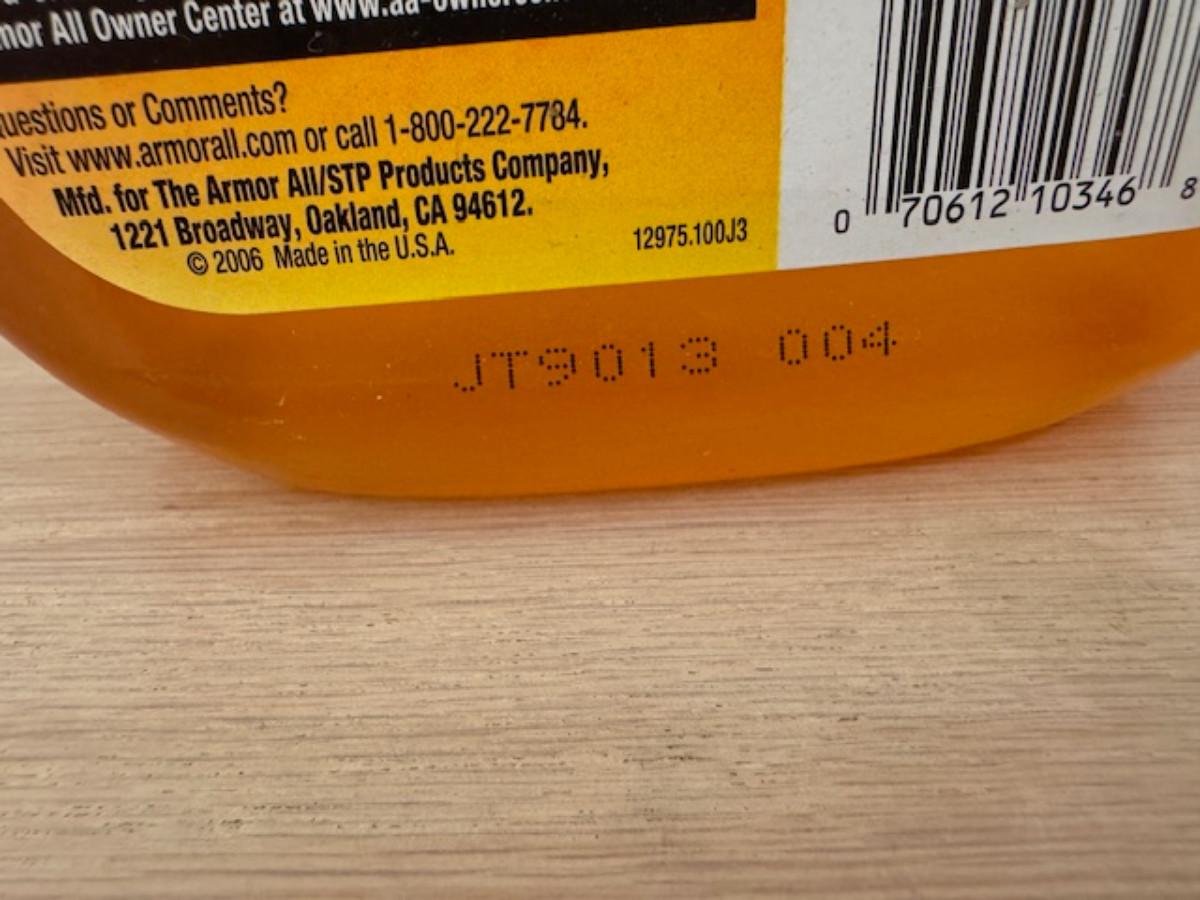 mor All Owner Center at www.aa-owner
uestions or Comments?
Visit www.armorall.com or call 1-800-222-7784.
Mfd. for The Armor All/STP Products Company,
1221 Broadway, Oakland, CA 94612.
© 2006 Made in the U.S.A.
12975.100J3
0 70612 10346 8
JT9013 004